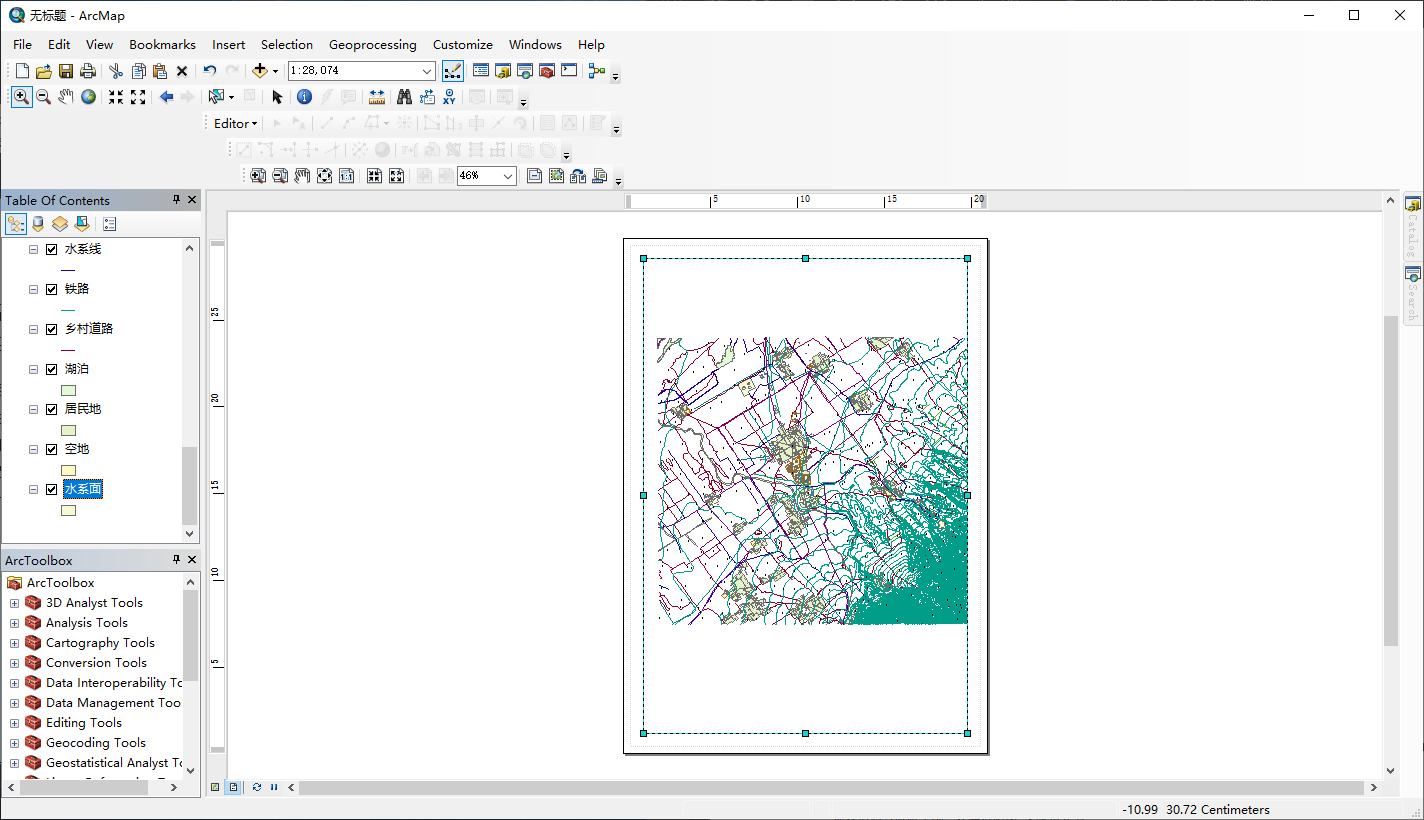 无标题 - ArcMap
File Edit View Bookmarks Insert Selection Geoprocessing Customize Windows Help
1:28,074
XY
Editor
1:1
46%
Table Of Contents
水系线
铁路
乡村道路
湖泊
居民地
空地
水系面
ArcToolbox
ArcToolbox
3D Analyst Tools
Analysis Tools
Cartography Tools
Conversion Tools
Data Interoperability To
Data Management Too
Editing Tools
Geocoding Tools
Geostatistical Analyst To
5 10 15 20
25
20
15
10
5
Catalog
Search
-10.99 30.72 Centimeters